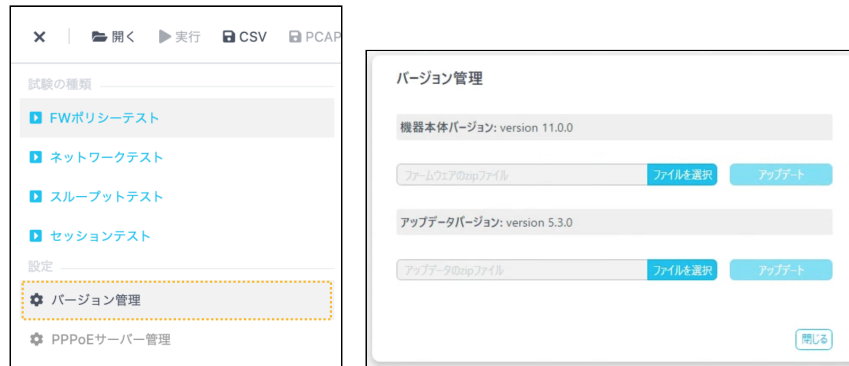 × 開く 実行 CSV PCAP
試験の種類
FWポリシーテスト
ネットワークテスト
スループットテスト
セッションテスト
設定
バージョン管理
PPPoEサーバー管理
バージョン管理
機器本体バージョン: version 11.0.0
ファームウェアのzipファイル ファイルを選択 アップデート
アップデータバージョン: version 5.3.0
アップデータのzipファイル ファイルを選択 アップデート
閉じる